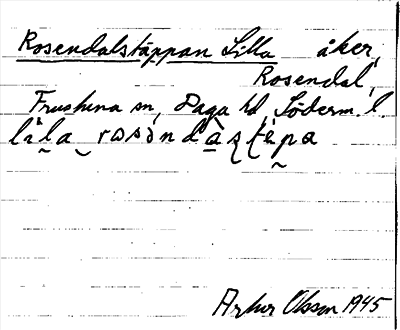 Rosendalstäppan Lilla åker,
Rosendal,
Frustuna sn, Daga hd, Söderm. l.
Arthur Olsson 1945